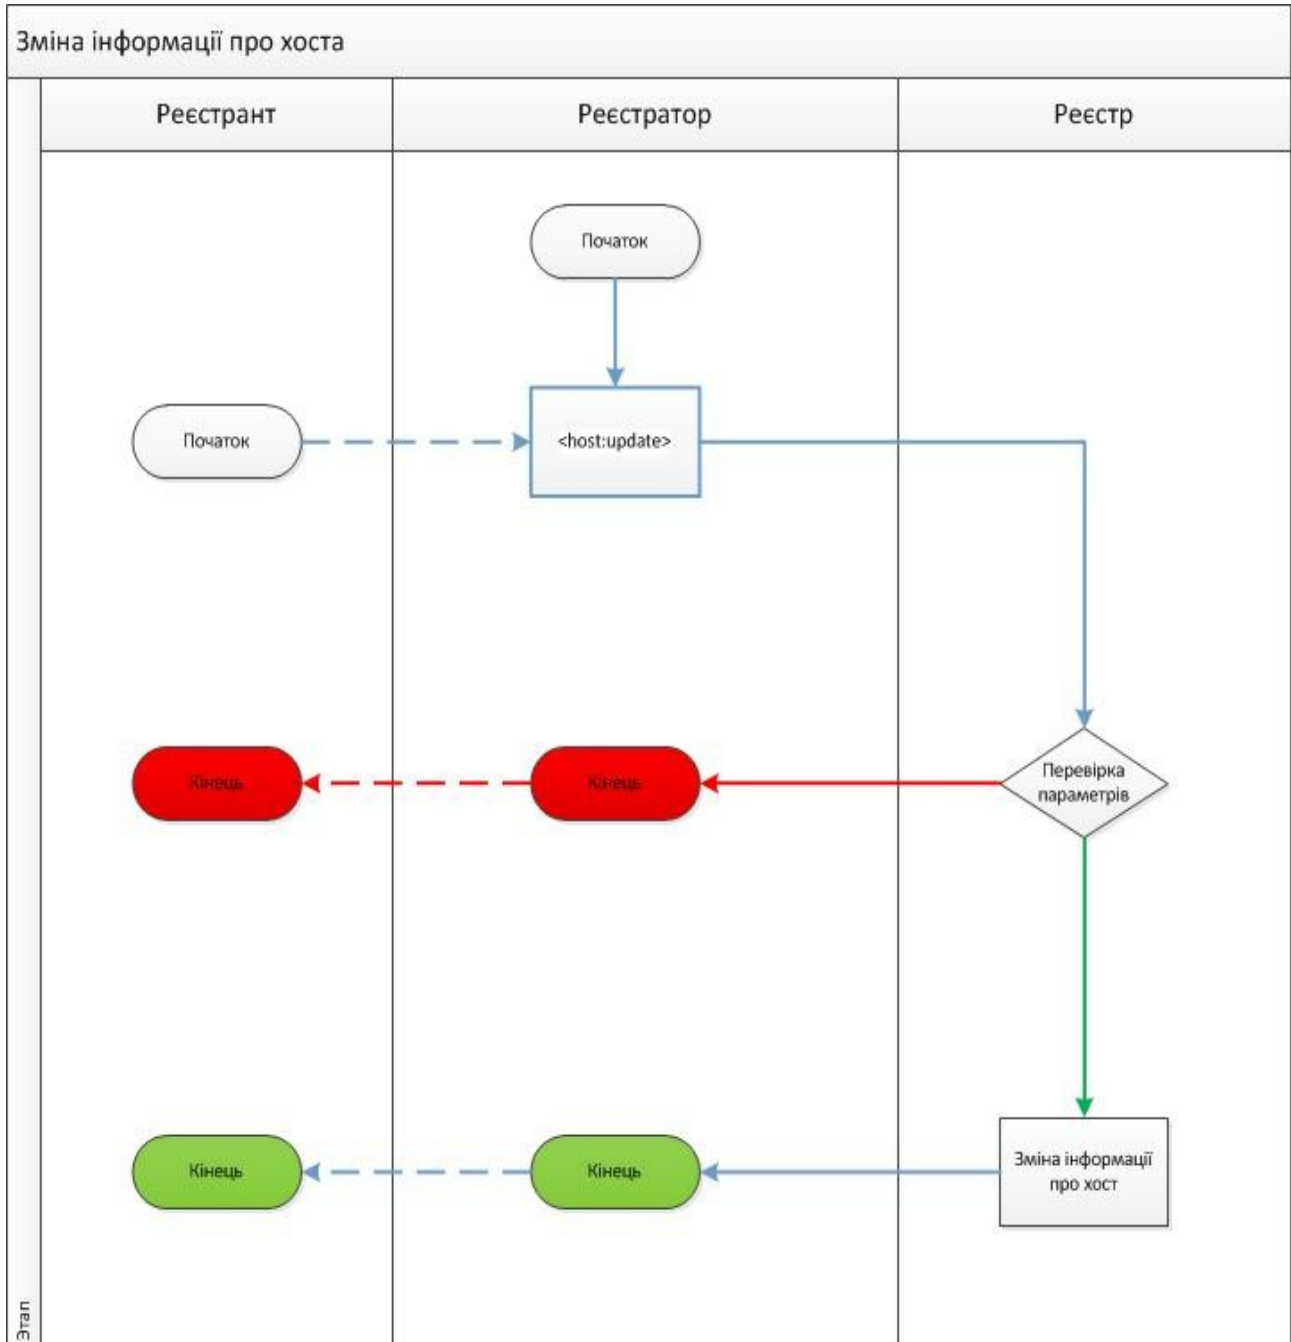 Зміна інформації про хоста
Реєстрант
Реєстратор
Реєстр
Початок
Початок
<host:update>
Перевірка
параметрів
Кінець
Кінець
Зміна інформації
про хост
Кінець
Кінець
Этап